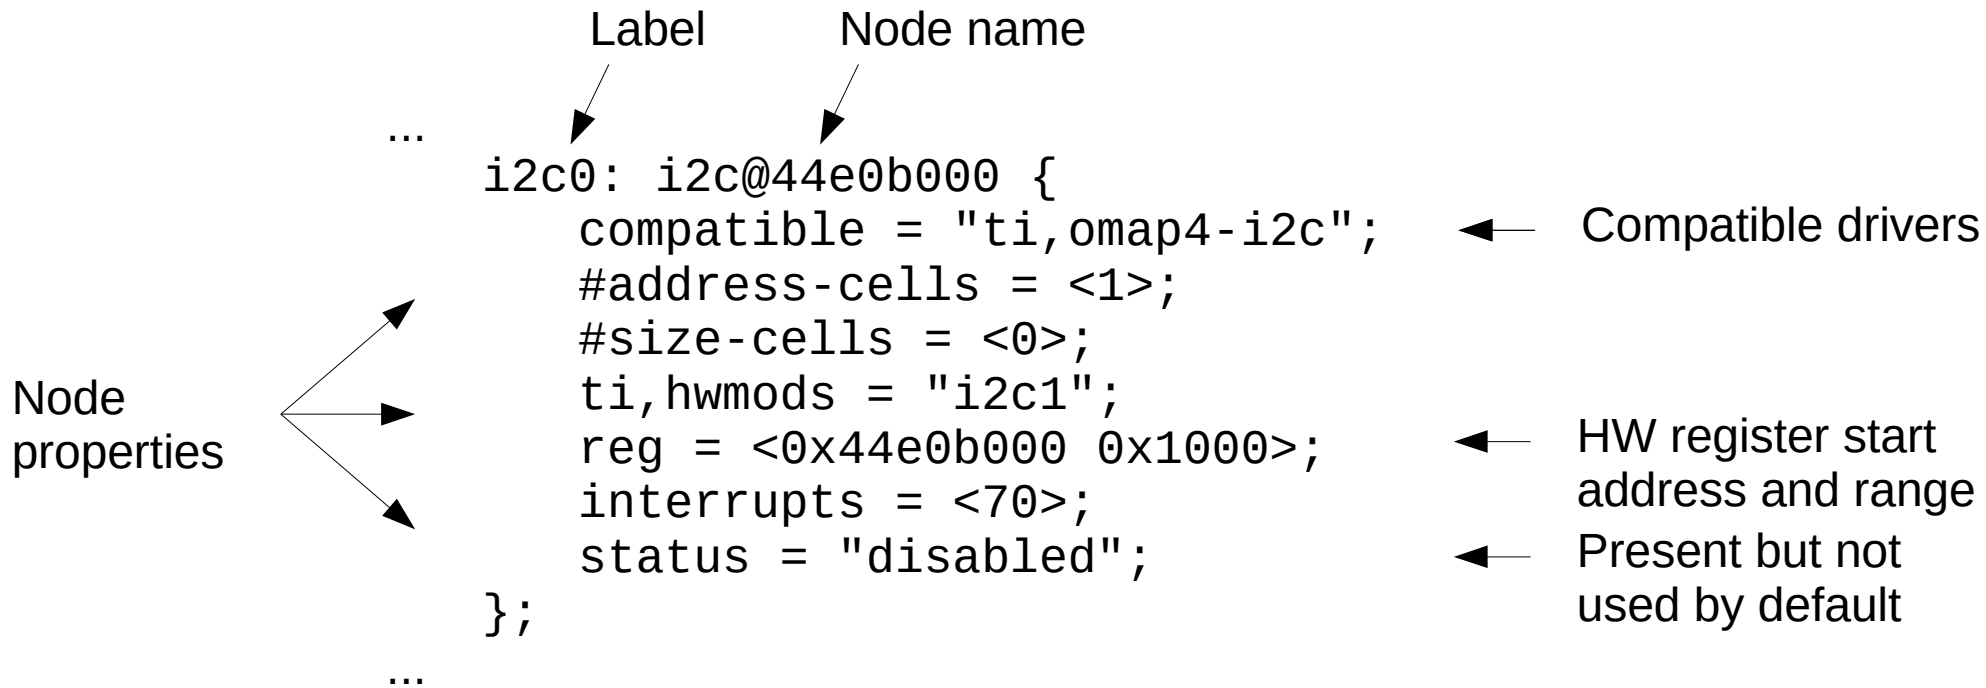 Label
Node name
...
i2c0: i2c@44e0b000 {
compatible = "ti,omap4-i2c";
Compatible drivers
#address-cells = <1>;
#size-cells = <0>;
Node
properties
ti,hwmods = "i2c1";
reg = <0x44e0b000 0x1000>;
HW register start
address and range
interrupts = <70>;
status = "disabled";
Present but not
used by default
};
...